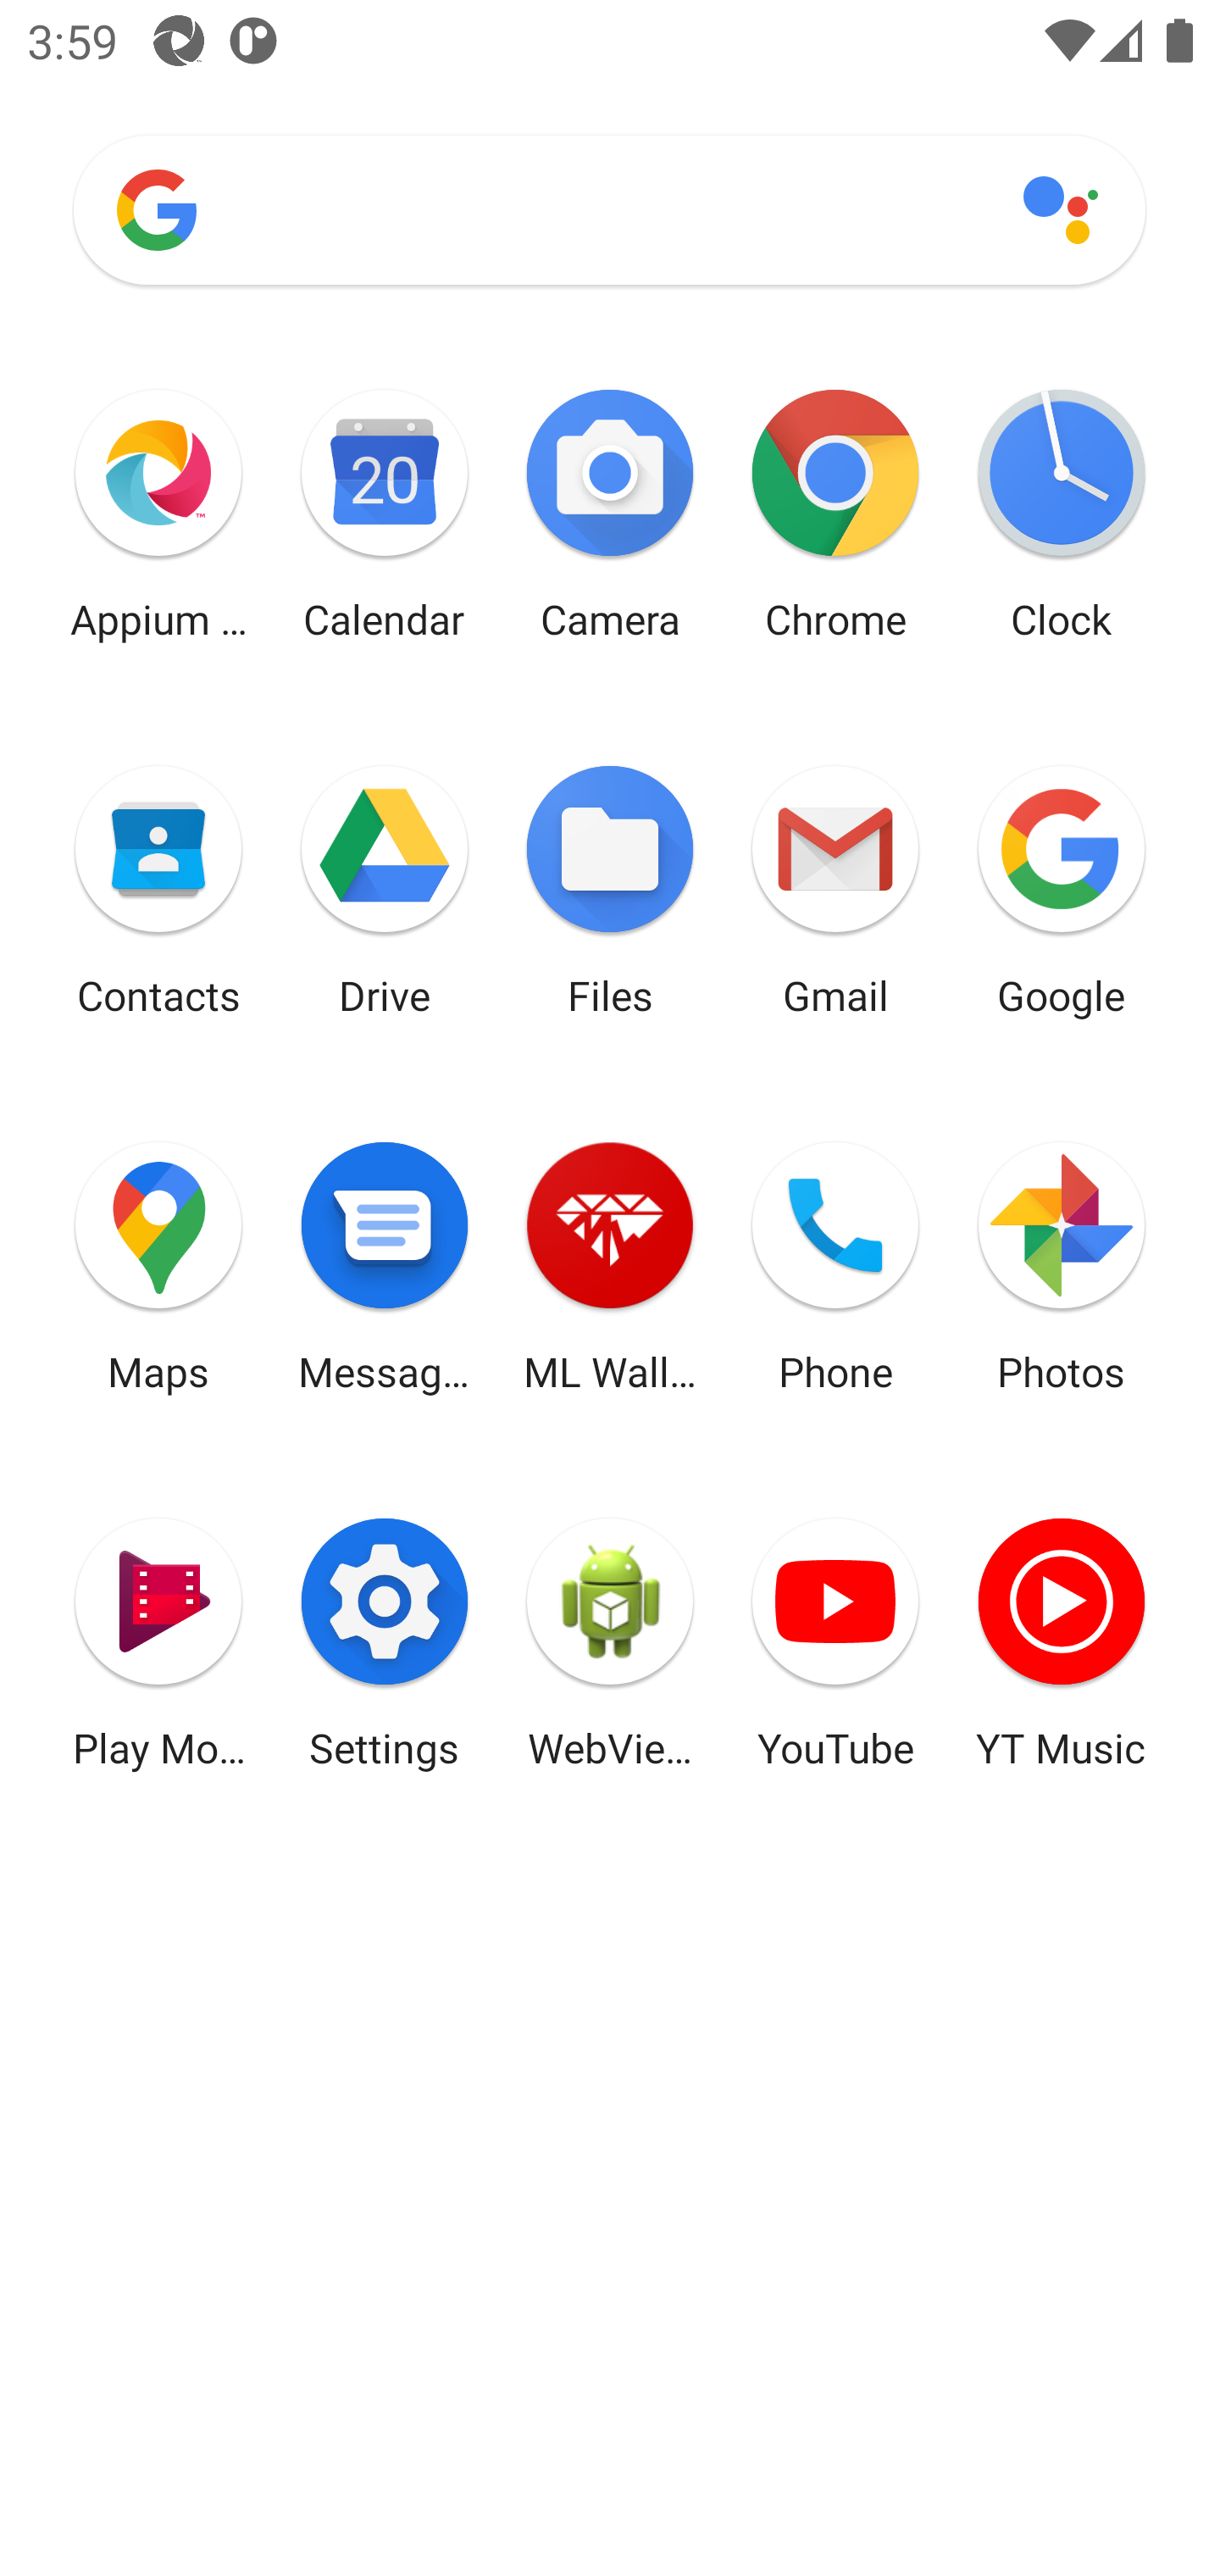 3:59
20
Appium ...
Calendar
Camera
Chrome
Clock
Contacts
Drive
Files
Gmail
Google
Maps
Messag...
ML Wall...
Phone
Photos
Play Mo...
Settings
WebVie...
YouTube
YT Music